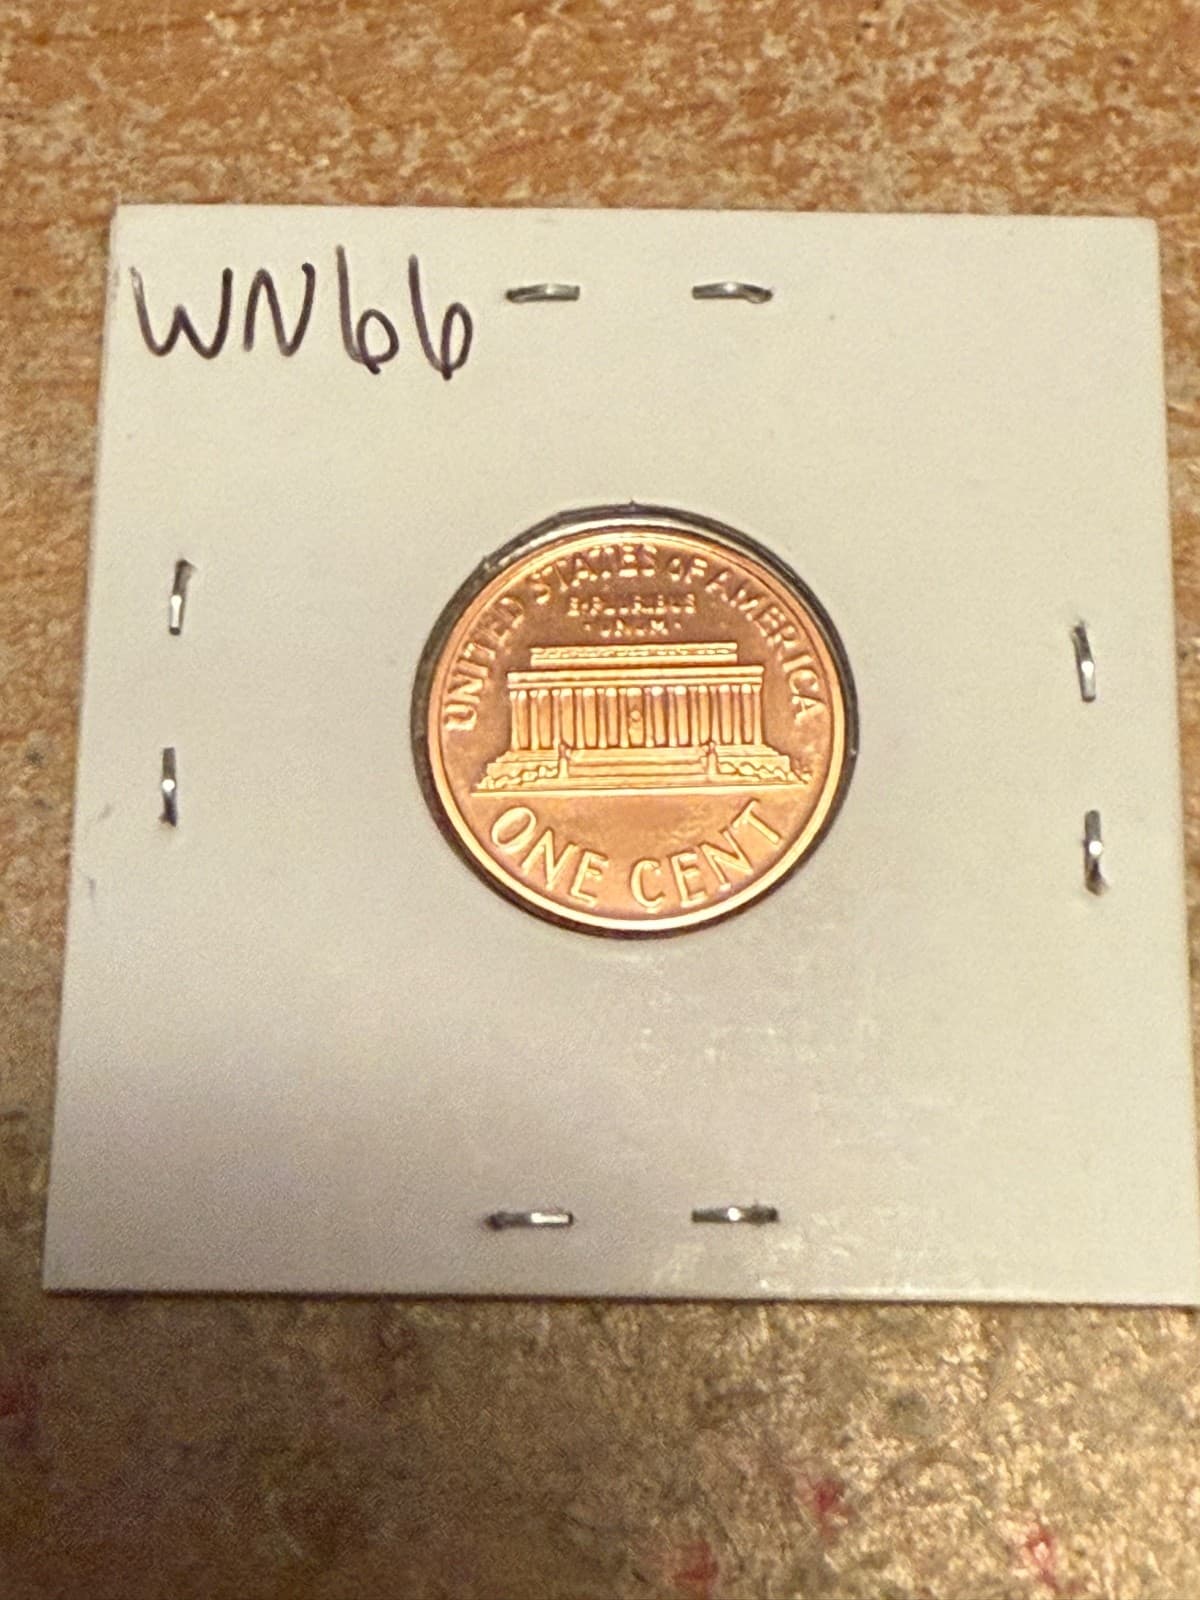 WN66
UNITED STATES OF AMERICA
E·PLURIBUS
·UNUM·
ONE CENT